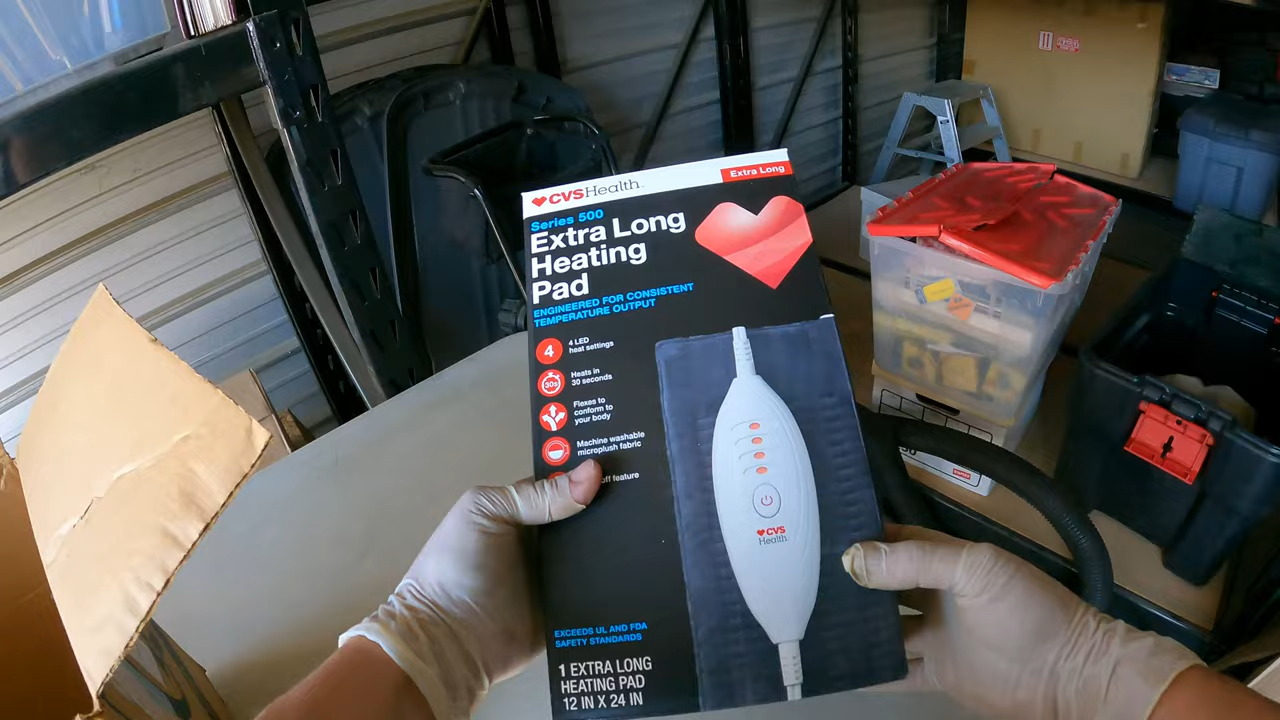 CVSHealth.
Extra Long
Series 500
Extra Long
Heating
Pad
ENGINEERED FOR CONSISTENT
TEMPERATURE OUTPUT
4
4 LED
heat settings
30s
Heats in
30 seconds
Flexes to
conform to
your body
Machine washable
microplush fabric
off feature
CVS
Health.
EXCEEDS UL AND FDA
SAFETY STANDARDS
1 EXTRA LONG
HEATING PAD
12 IN X 24 IN